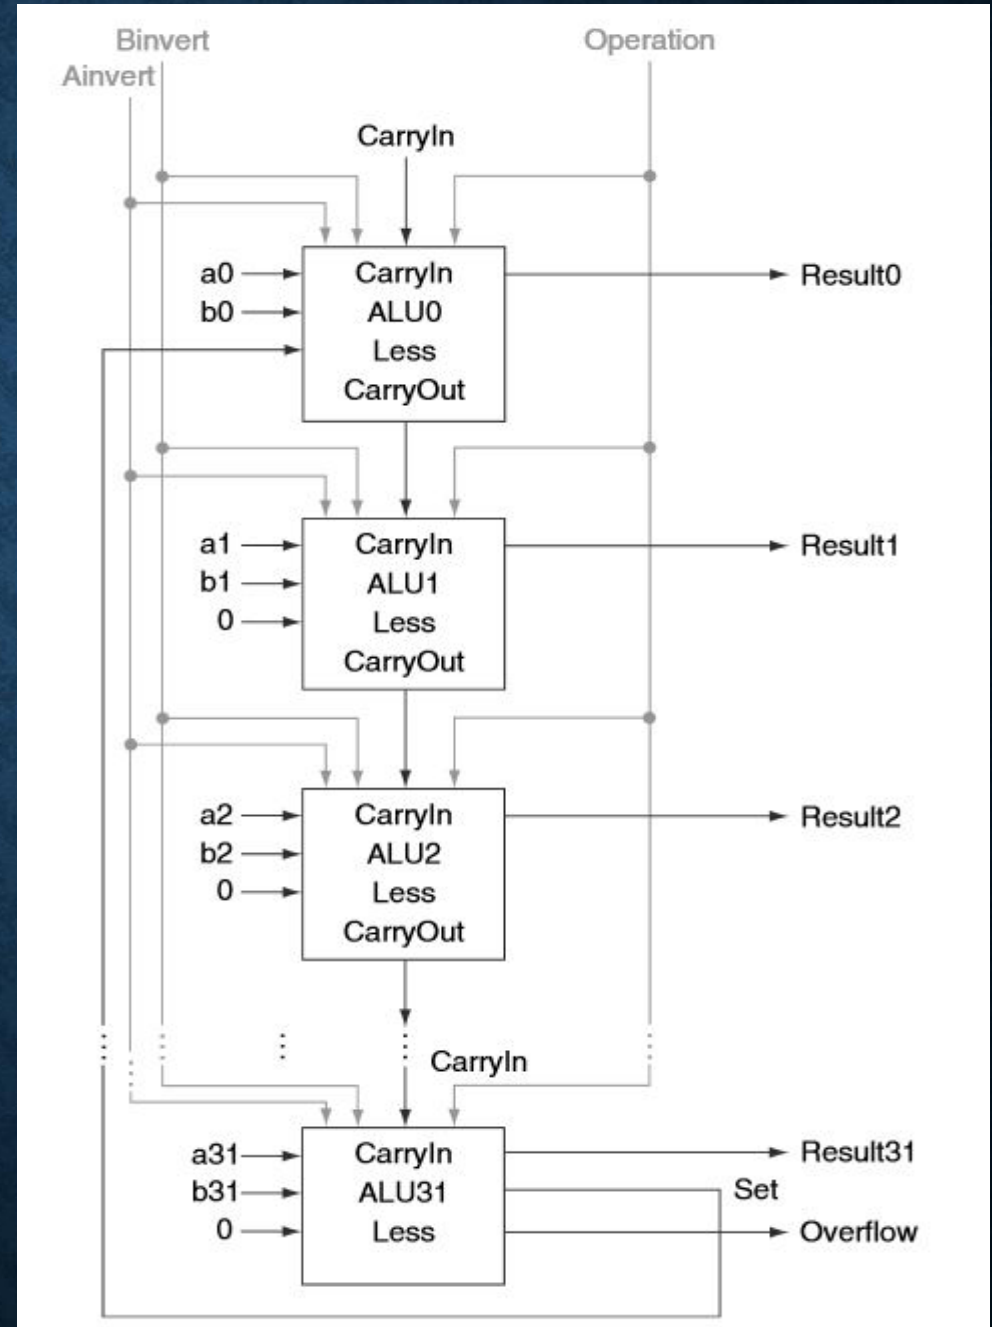 Binvert
Operation
Ainvert
CarryIn
a0
CarryIn
Result0
b0
ALU0
Less
CarryOut
a1
CarryIn
Result1
b1
ALU1
0
Less
CarryOut
a2
CarryIn
Result2
b2
ALU2
0
Less
CarryOut
CarryIn
a31
CarryIn
Result31
b31
ALU31
Set
0
Less
Overflow